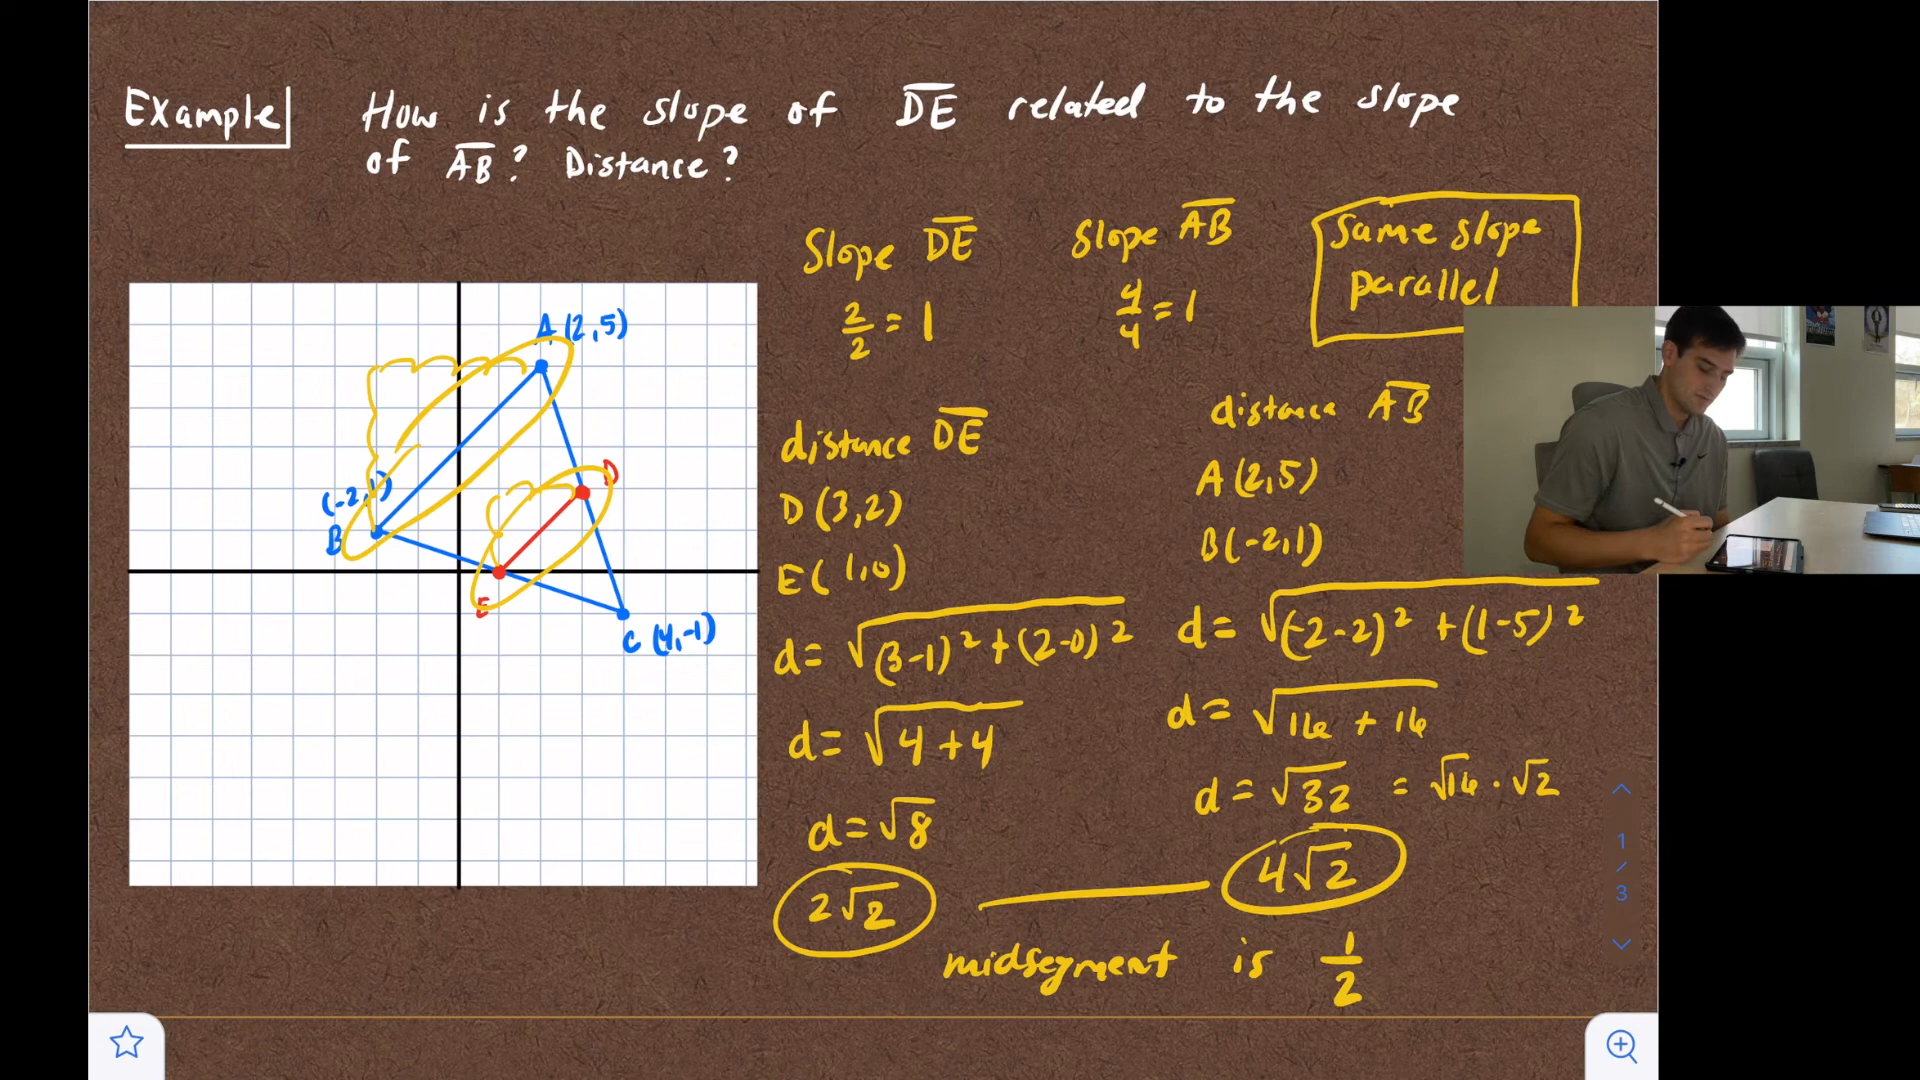 Example How is the slope of DE related to the slope
of AB? Distance?
Slope DE
2/2 = 1
slope AB
4/4 = 1
Same slope
parallel
A (2,5)
(-2,1)
B
D
E
C (4,-1)
distance DE
D (3,2)
E (1,0)
d = √(3-1)² + (2-0)²
d = √4 + 4
d = √8
2√2
distance AB
A (2,5)
B (-2,1)
d = √(-2-2)² + (1-5)²
d = √16 + 16
d = √32 = √16 · √2
4√2
midsegment is 1/2
1
/
3